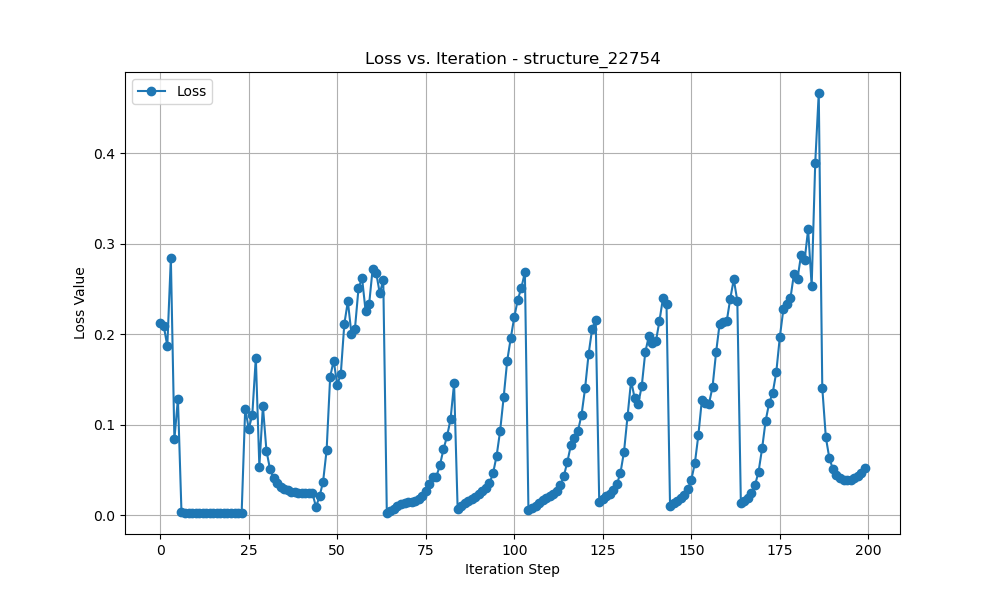 Loss vs. Iteration - structure_22754
Loss
Loss Value
0.4
0.3
0.2
0.1
0.0
0 25 50 75 100 125 150 175 200
Iteration Step